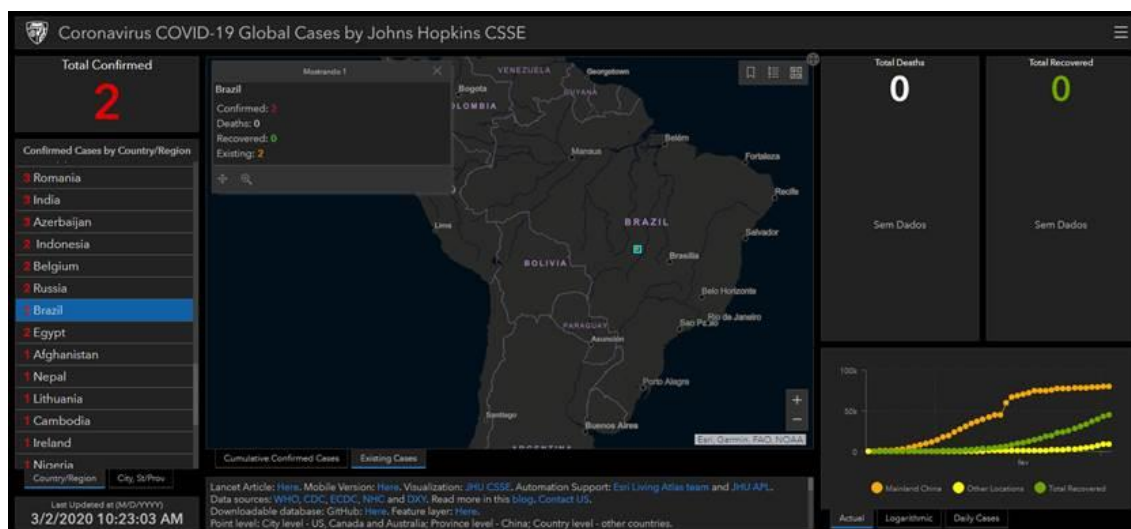 Coronavirus COVID-19 Global Cases by Johns Hopkins CSSE
Total Confirmed
2
Confirmed Cases by Country/Region
3 Romania
3 India
3 Azerbaijan
2 Indonesia
2 Belgium
2 Russia
Brazil
2 Egypt
1 Afghanistan
1 Nepal
1 Lithuania
1 Cambodia
1 Ireland
1 Nigeria
Country/Region
City, St/Prov
Last Updated at (M/D/YYYY)
3/2/2020 10:23:03 AM
Mostrando 1
Brazil
Confirmed: 2
Deaths: 0
Recovered: 0
Existing: 2
VENEZUELA
Georgetown
Bogota
GUYANA
COLOMBIA
Belém
Manaus
Fortaleza
Recife
Lima
BRAZIL
Salvador
BOLIVIA
Brasília
Belo Horizonte
PARAGUAY
Sao Paulo
Rio de Janeiro
Asunción
Porto Alegre
Santiago
Buenos Aires
ARGENTINA
Esri, Garmin, FAO, NOAA
Cumulative Confirmed Cases
Existing Cases
Lancet Article: Here. Mobile Version: Here. Visualization: JHU CSSE. Automation Support: Esri Living Atlas team and JHU APL.
Data sources: WHO, CDC, ECDC, NHC and DXY. Read more in this blog. Contact US.
Downloadable database: GitHub: Here. Feature layer: Here.
Point level: City level - US, Canada and Australia; Province level - China; Country level - other countries.
Total Deaths
0
Sem Dados
Total Recovered
0
Sem Dados
100k
50k
0
fev
Mainland China
Other Locations
Total Recovered
Actual
Logarithmic
Daily Cases